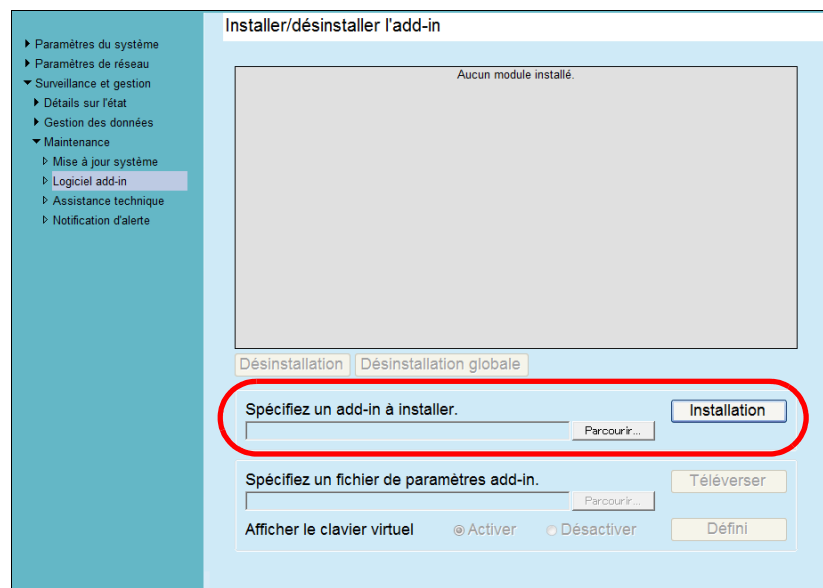 Installer/désinstaller l'add-in
Paramètres du système
Paramètres de réseau
Surveillance et gestion
Détails sur l'état
Gestion des données
Maintenance
Mise à jour système
Logiciel add-in
Assistance technique
Notification d'alerte
Aucun module installé.
Désinstallation Désinstallation globale
Spécifiez un add-in à installer.
Installation
Parcourir...
Spécifiez un fichier de paramètres add-in.
Téléverser
Parcourir...
Afficher le clavier virtuel Activer Désactiver Défini